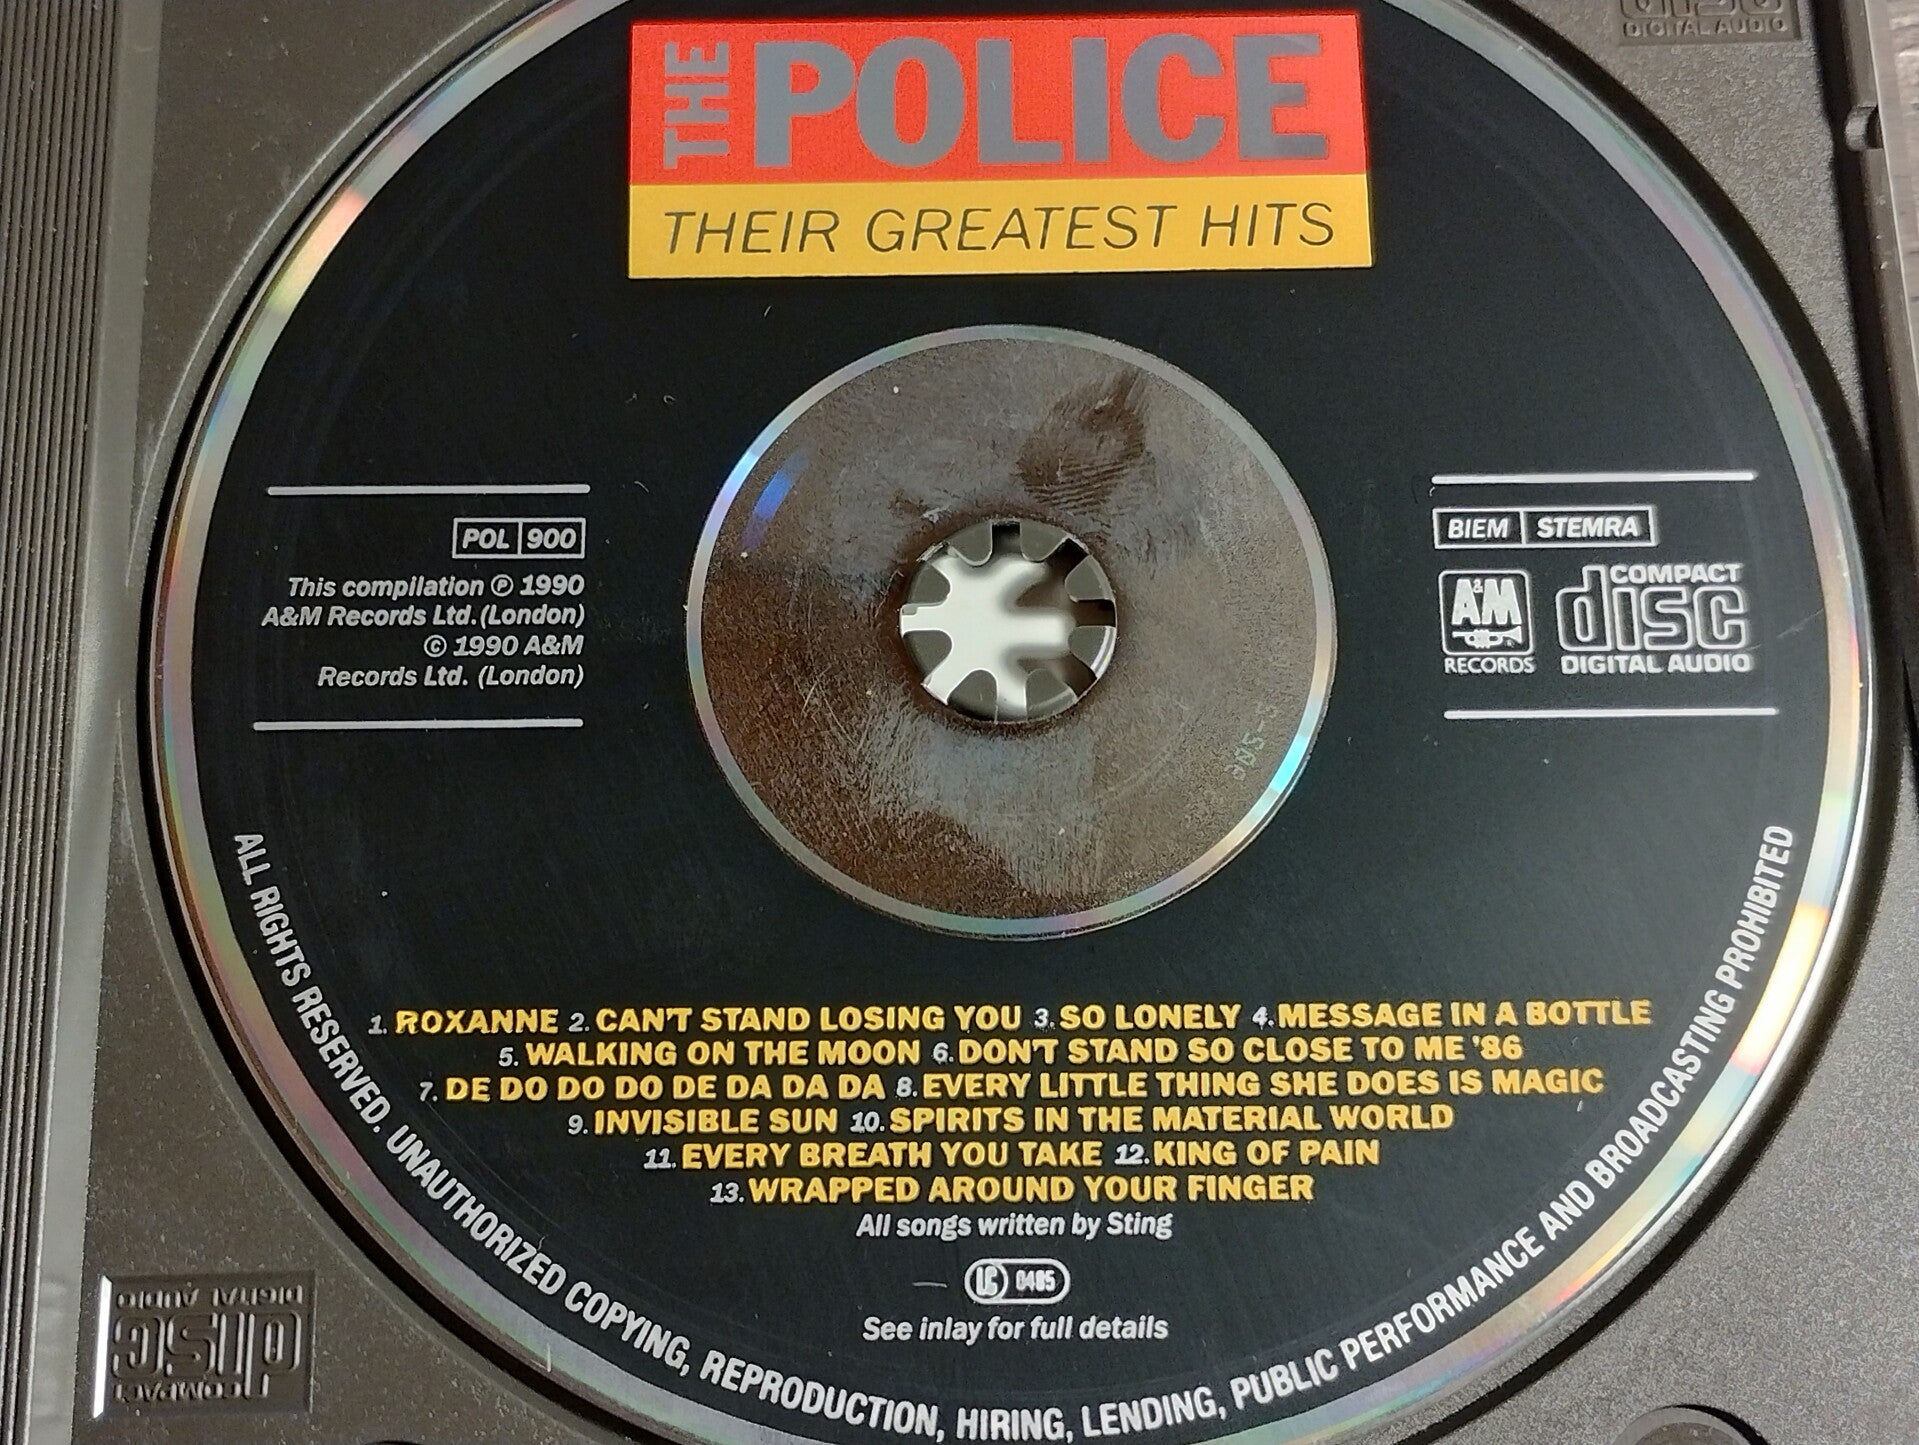 THE POLICE
THEIR GREATEST HITS
DIGITAL AUDIO
POL 900
This compilation ℗ 1990
A&M Records Ltd. (London)
© 1990 A&M
Records Ltd. (London)
BIEM STEMRA
A&M
RECORDS
COMPACT
disc
DIGITAL AUDIO
1. ROXANNE 2. CAN'T STAND LOSING YOU 3. SO LONELY 4. MESSAGE IN A BOTTLE
5. WALKING ON THE MOON 6. DON'T STAND SO CLOSE TO ME '86
7. DE DO DO DO DE DA DA DA 8. EVERY LITTLE THING SHE DOES IS MAGIC
9. INVISIBLE SUN 10. SPIRITS IN THE MATERIAL WORLD
11. EVERY BREATH YOU TAKE 12. KING OF PAIN
13. WRAPPED AROUND YOUR FINGER
All songs written by Sting
LC 0485
See inlay for full details
ALL RIGHTS RESERVED. UNAUTHORIZED COPYING, REPRODUCTION, HIRING, LENDING, PUBLIC PERFORMANCE AND BROADCASTING PROHIBITED
COMPACT
disc
DIGITAL AUDIO